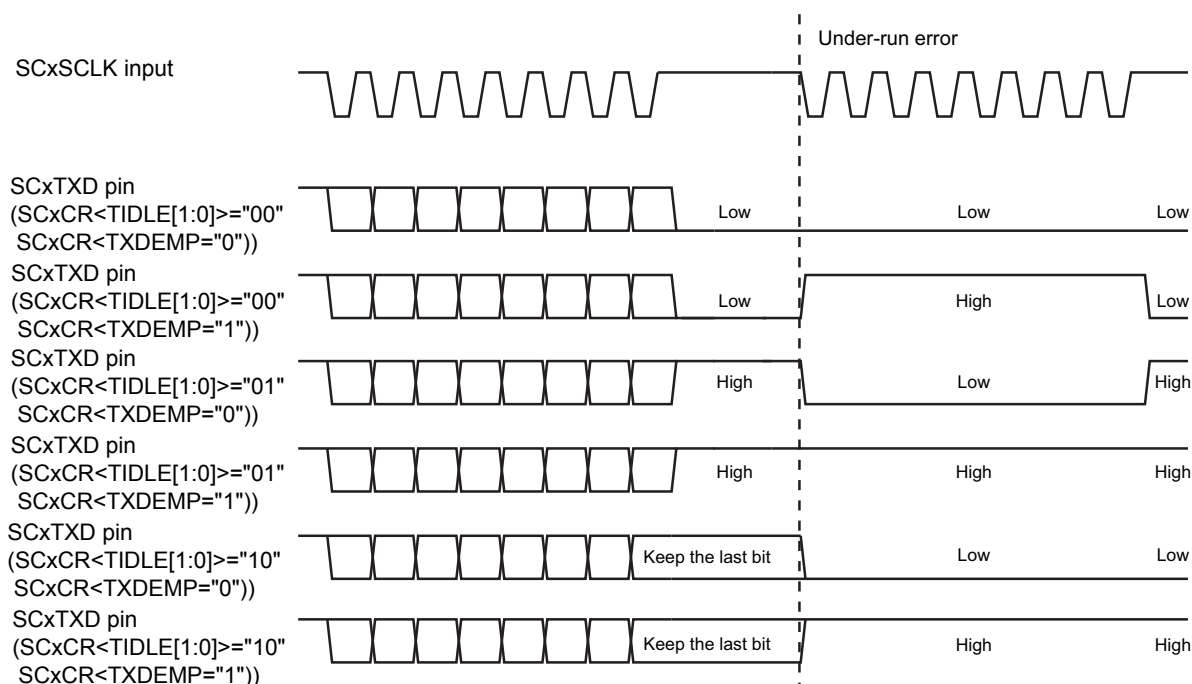 Under-run error
SCxSCLK input
SCxTXD pin
(SCxCR<TIDLE[1:0]>="00"
SCxCR<TXDEMP="0"))
Low
Low
Low
SCxTXD pin
(SCxCR<TIDLE[1:0]>="00"
SCxCR<TXDEMP="1"))
Low
High
Low
SCxTXD pin
(SCxCR<TIDLE[1:0]>="01"
SCxCR<TXDEMP="0"))
High
Low
High
SCxTXD pin
(SCxCR<TIDLE[1:0]>="01"
SCxCR<TXDEMP="1"))
High
High
High
SCxTXD pin
(SCxCR<TIDLE[1:0]>="10"
SCxCR<TXDEMP="0"))
Keep the last bit
Low
Low
SCxTXD pin
(SCxCR<TIDLE[1:0]>="10"
SCxCR<TXDEMP="1"))
Keep the last bit
High
High